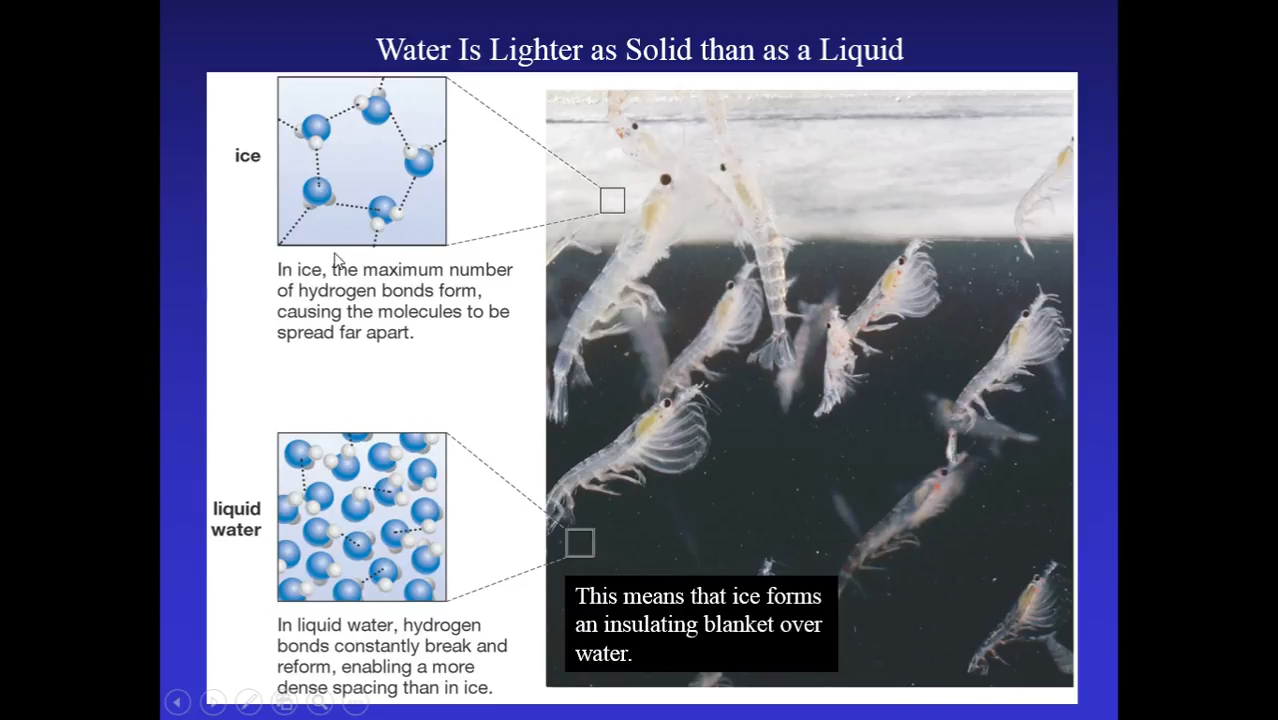 Water Is Lighter as Solid than as a Liquid
ice
In ice, the maximum number
of hydrogen bonds form,
causing the molecules to be
spread far apart.
liquid
water
In liquid water, hydrogen
bonds constantly break and
reform, enabling a more
dense spacing than in ice.
This means that ice forms
an insulating blanket over
water.